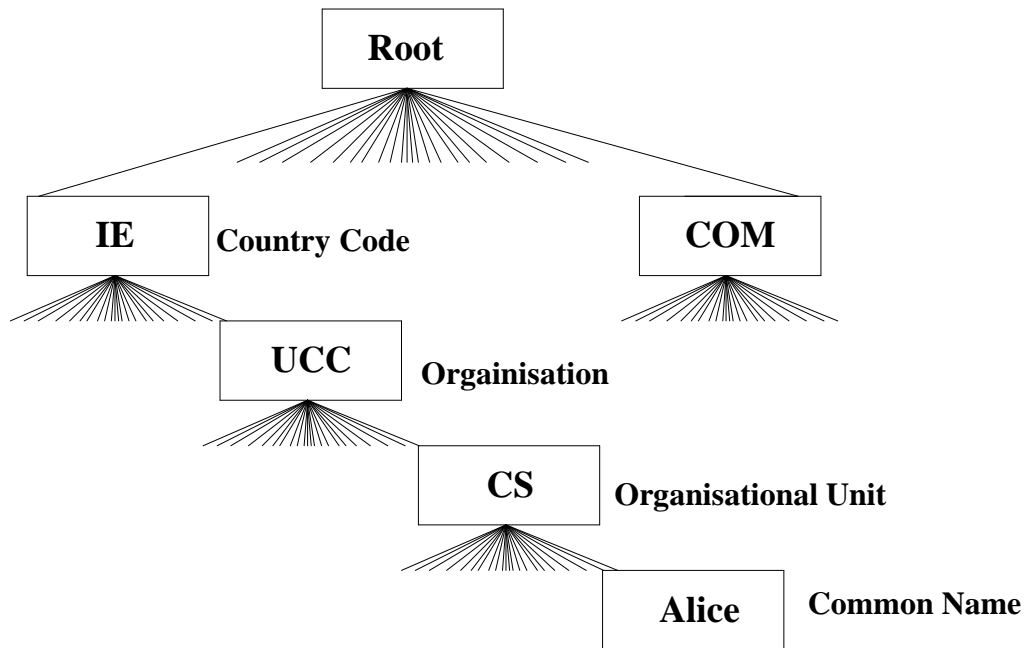 Root
IE
Country Code
COM
UCC
Orgainisation
CS
Organisational Unit
Alice
Common Name